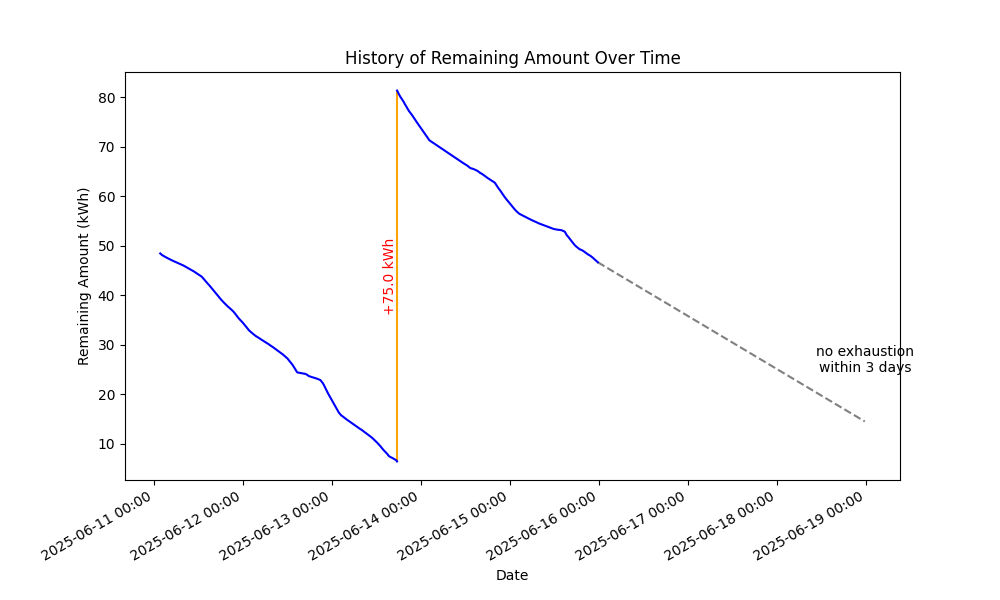 History of Remaining Amount Over Time
Remaining Amount (kWh)
80
70
60
50
40
30
20
10
+75.0 kWh
no exhaustion
within 3 days
2025-06-11 00:00
2025-06-12 00:00
2025-06-13 00:00
2025-06-14 00:00
2025-06-15 00:00
2025-06-16 00:00
2025-06-17 00:00
2025-06-18 00:00
2025-06-19 00:00
Date